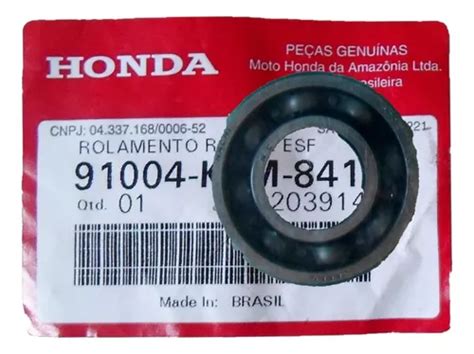 HONDA
PEÇAS GENUÍNAS
Moto Honda da Amazônia Ltda.
CNPJ: 04.337.168/0006-52
ROLAMENTO R ESF
91004-K M-841
Qtd. 01
203914
Made In: BRASIL